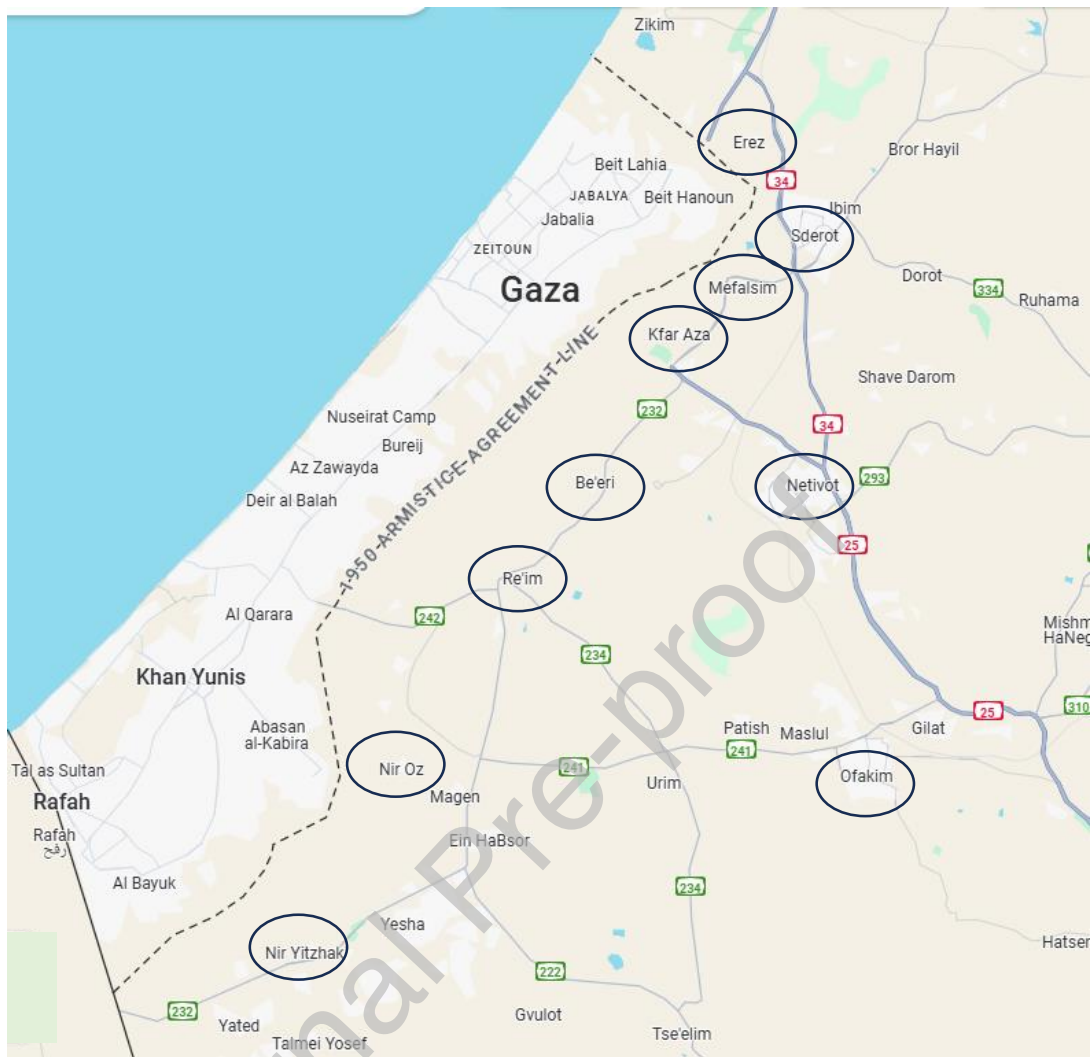 Zikim
Erez
Bror Hayil
Beit Lahia
34
JABALYA
Beit Hanoun
Jabalia
Ibim
Sderot
ZEITOUN
Dorot
Gaza
Mefalsim
334
Ruhama
Kfar Aza
1950 ARMISTICE AGREEMENT LINE
Shave Darom
232
Nuseirat Camp
34
Bureij
Az Zawayda
293
Be'eri
Netivot
Deir al Balah
25
Re'im
Al Qarara
242
Mishm
HaNeg
234
Khan Yunis
310
25
Abasan
al-Kabira
Patish
Maslul
Gilat
241
Tal as Sultan
Nir Oz
241
Ofakim
Urim
Rafah
Magen
Rafah
رفح
Ein HaBsor
Al Bayuk
234
Yesha
Hatser
Nir Yitzhak
222
232
Gvulot
Yated
Tse'elim
Talmei Yosef
nal Pre-proof